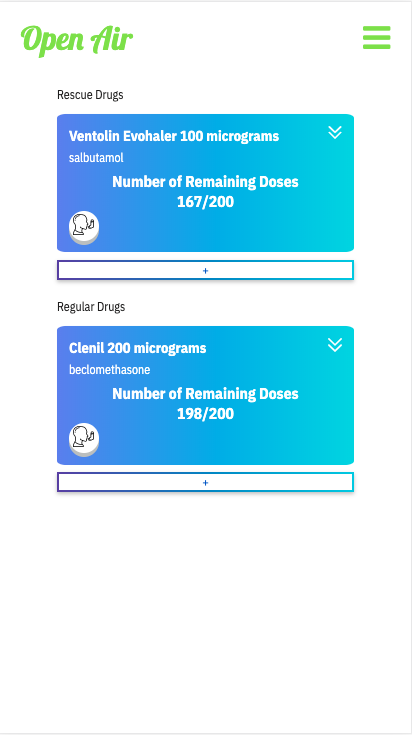 Open Air
Rescue Drugs
Ventolin Evohaler 100 micrograms
salbutamol
Number of Remaining Doses
167/200
+
Regular Drugs
Clenil 200 micrograms
beclomethasone
Number of Remaining Doses
198/200
+